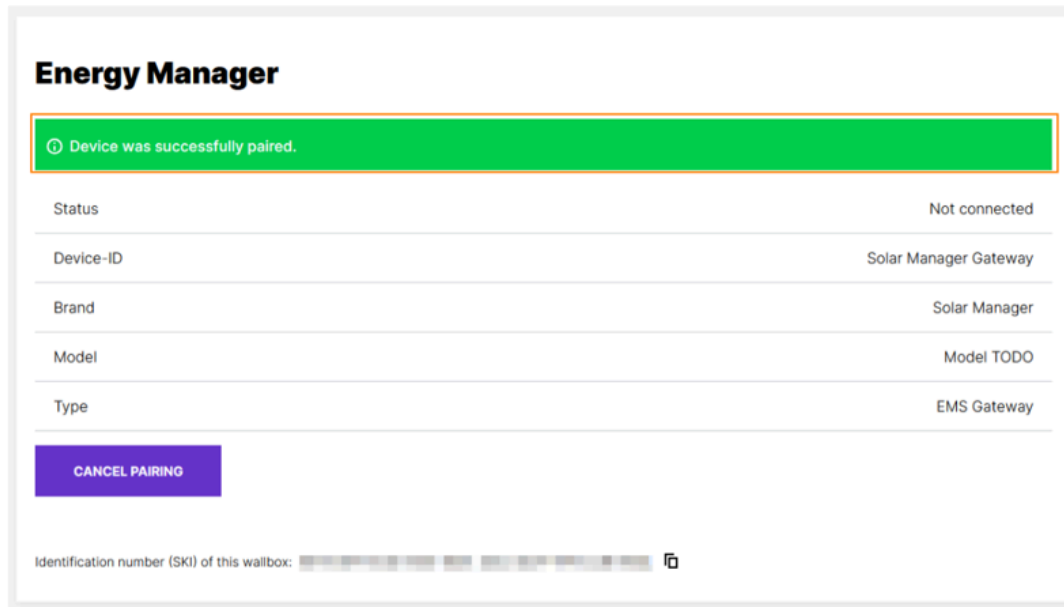 Energy Manager
Device was successfully paired.
Status Not connected
Device-ID Solar Manager Gateway
Brand Solar Manager
Model Model TODO
Type EMS Gateway
CANCEL PAIRING
Identification number (SKI) of this wallbox: